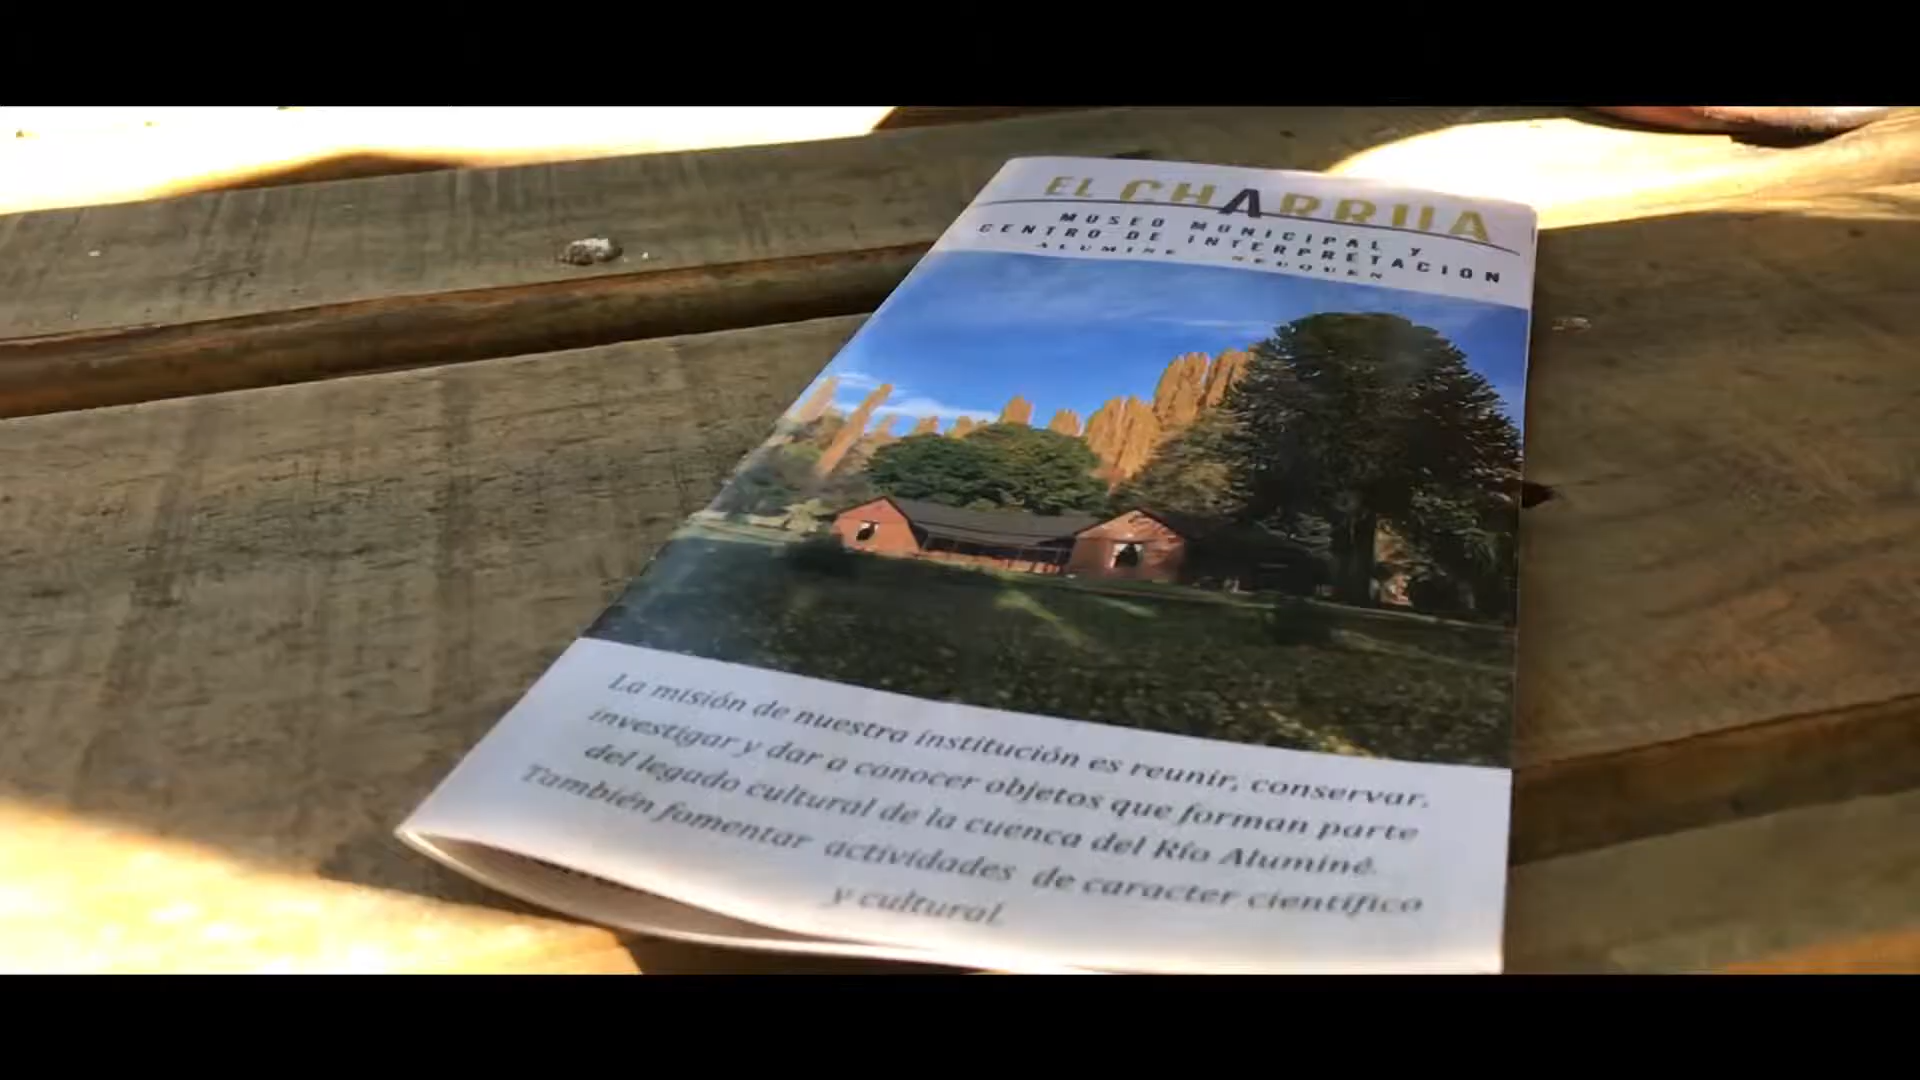 EL CHARRUA
MUSEO MUNICIPAL Y
CENTRO DE INTERPRETACION
ALUMINE - NEUQUEN
La misión de nuestra institución es reunir, conservar,
investigar y dar a conocer objetos que forman parte
del legado cultural de la cuenca del Río Aluminé.
También fomentar actividades de caracter científico
y cultural.